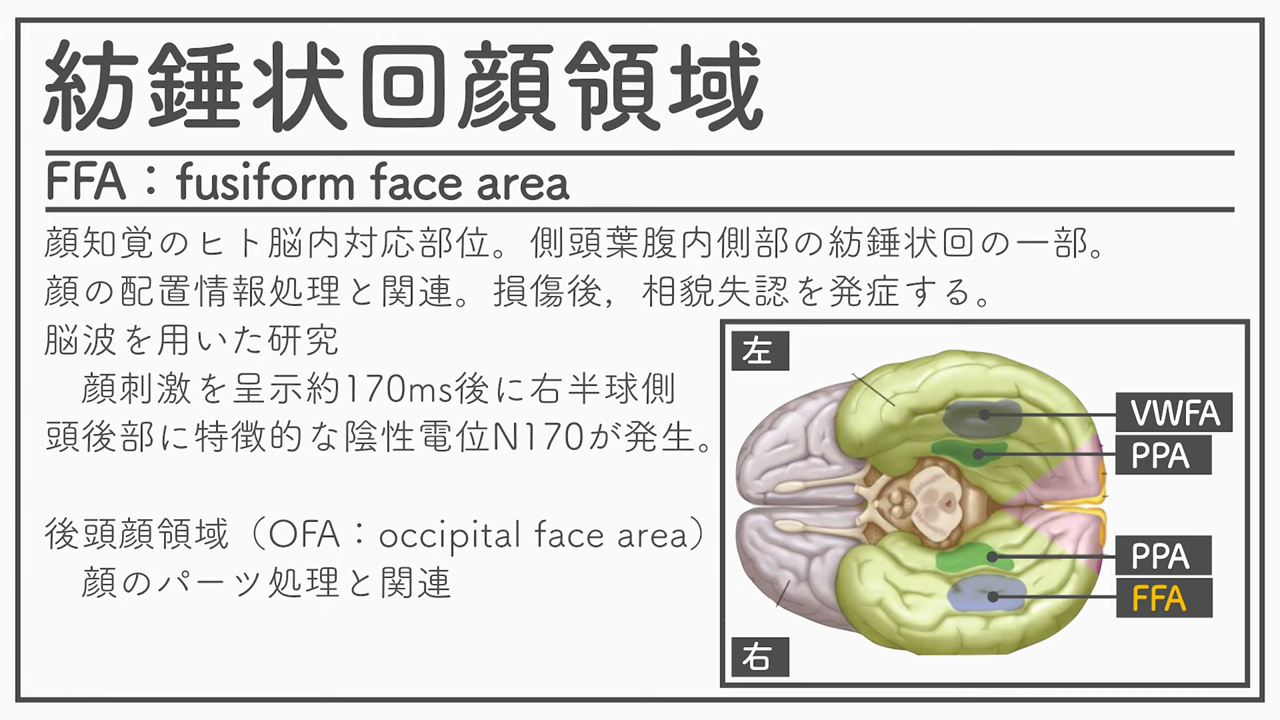 紡錘状回顔領域
FFA：fusiform face area
顔知覚のヒト脳内対応部位。側頭葉腹内側部の紡錘状回の一部。
顔の配置情報処理と関連。損傷後，相貌失認を発症する。
脳波を用いた研究
顔刺激を呈示約170ms後に右半球側
頭後部に特徴的な陰性電位N170が発生。
後頭顔領域（OFA：occipital face area）
顔のパーツ処理と関連
左
VWFA
PPA
PPA
FFA
右